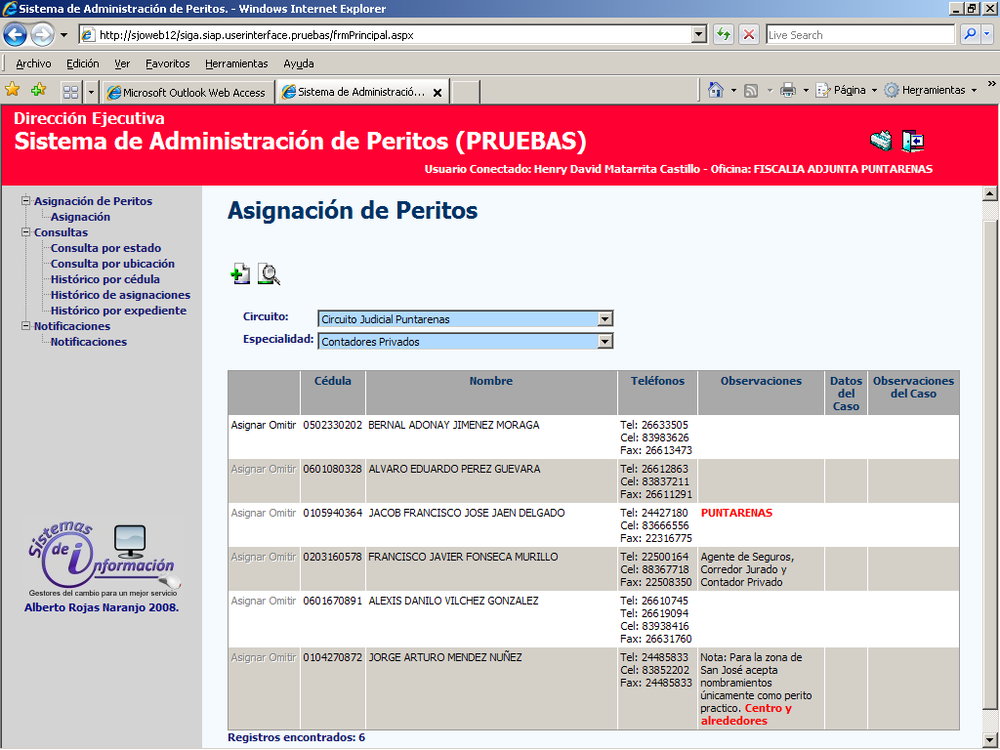 Sistema de Administración de Peritos. - Windows Internet Explorer
http://sjoweb12/siga.siap.userinterface.pruebas/frmPrincipal.aspx
Live Search
Archivo Edición Ver Favoritos Herramientas Ayuda
Microsoft Outlook Web Access
Sistema de Administració...
Página
Herramientas
Dirección Ejecutiva
Sistema de Administración de Peritos (PRUEBAS)
Usuario Conectado: Henry David Matarrita Castillo - Oficina: FISCALIA ADJUNTA PUNTARENAS
Asignación de Peritos
Asignación
Consultas
Consulta por estado
Consulta por ubicación
Histórico por cédula
Histórico de asignaciones
Histórico por expediente
Notificaciones
Notificaciones
Sistemas
de i
nformación
Gestores del cambio para un mejor servicio
Alberto Rojas Naranjo 2008.
Asignación de Peritos
Circuito: Circuito Judicial Puntarenas
Especialidad: Contadores Privados
Cédula Nombre Teléfonos Observaciones Datos del Caso Observaciones del Caso
Asignar Omitir 0502330202 BERNAL ADONAY JIMENEZ MORAGA Tel: 26633505
Cel: 83983626
Fax: 26613473
Asignar Omitir 0601080328 ALVARO EDUARDO PEREZ GUEVARA Tel: 26612863
Cel: 83837211
Fax: 26611291
Asignar Omitir 0105940364 JACOB FRANCISCO JOSE JAEN DELGADO Tel: 24427180 PUNTARENAS
Cel: 83666556
Fax: 22316775
Asignar Omitir 0203160578 FRANCISCO JAVIER FONSECA MURILLO Tel: 22500164 Agente de Seguros,
Cel: 88367718 Corredor Jurado y
Fax: 22508350 Contador Privado
Asignar Omitir 0601670891 ALEXIS DANILO VILCHEZ GONZALEZ Tel: 26610745
Tel: 26619094
Cel: 83938416
Fax: 26631760
Asignar Omitir 0104270872 JORGE ARTURO MENDEZ NUÑEZ Tel: 24485833 Nota: Para la zona de
Cel: 83852202 San José acepta
Fax: 24485833 nombramientos
únicamente como perito
practico. Centro y
alrededores
Registros encontrados: 6